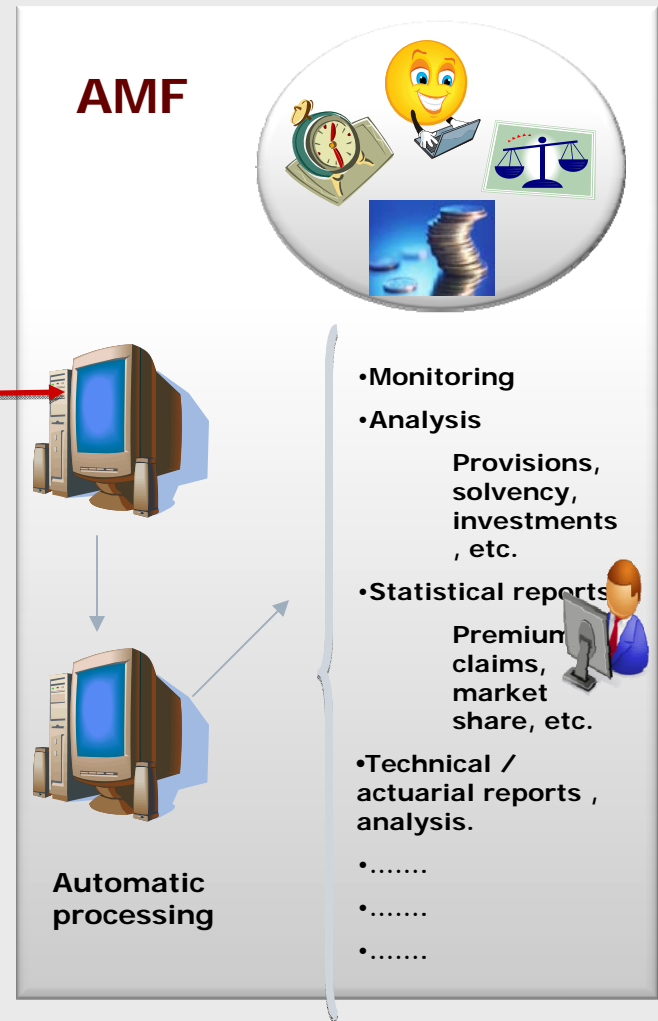 AMF
•Monitoring
•Analysis
Provisions,
solvency,
investments
, etc.
•Statistical reports
Premium
claims,
market
share, etc.
•Technical /
actuarial reports ,
analysis.
•.......
•.......
•.......
Automatic
processing